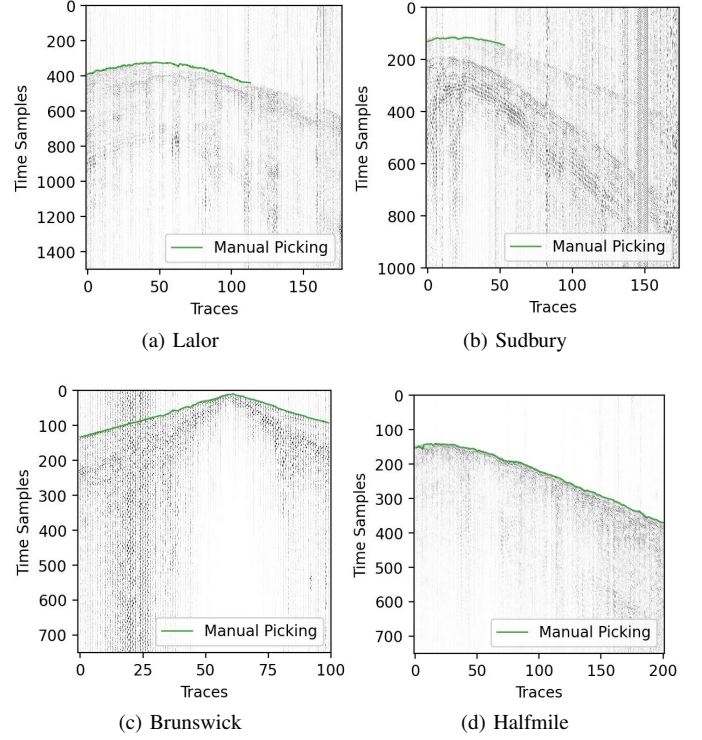 0
200
400
600
800
1000
1200
1400
Time Samples
0 50 100 150
Traces
Manual Picking
(a) Lalor
0
200
400
600
800
1000
Time Samples
0 50 100 150
Traces
Manual Picking
(b) Sudbury
0
100
200
300
400
500
600
700
Time Samples
0 25 50 75 100
Traces
Manual Picking
(c) Brunswick
0
100
200
300
400
500
600
700
Time Samples
0 50 100 150 200
Traces
Manual Picking
(d) Halfmile